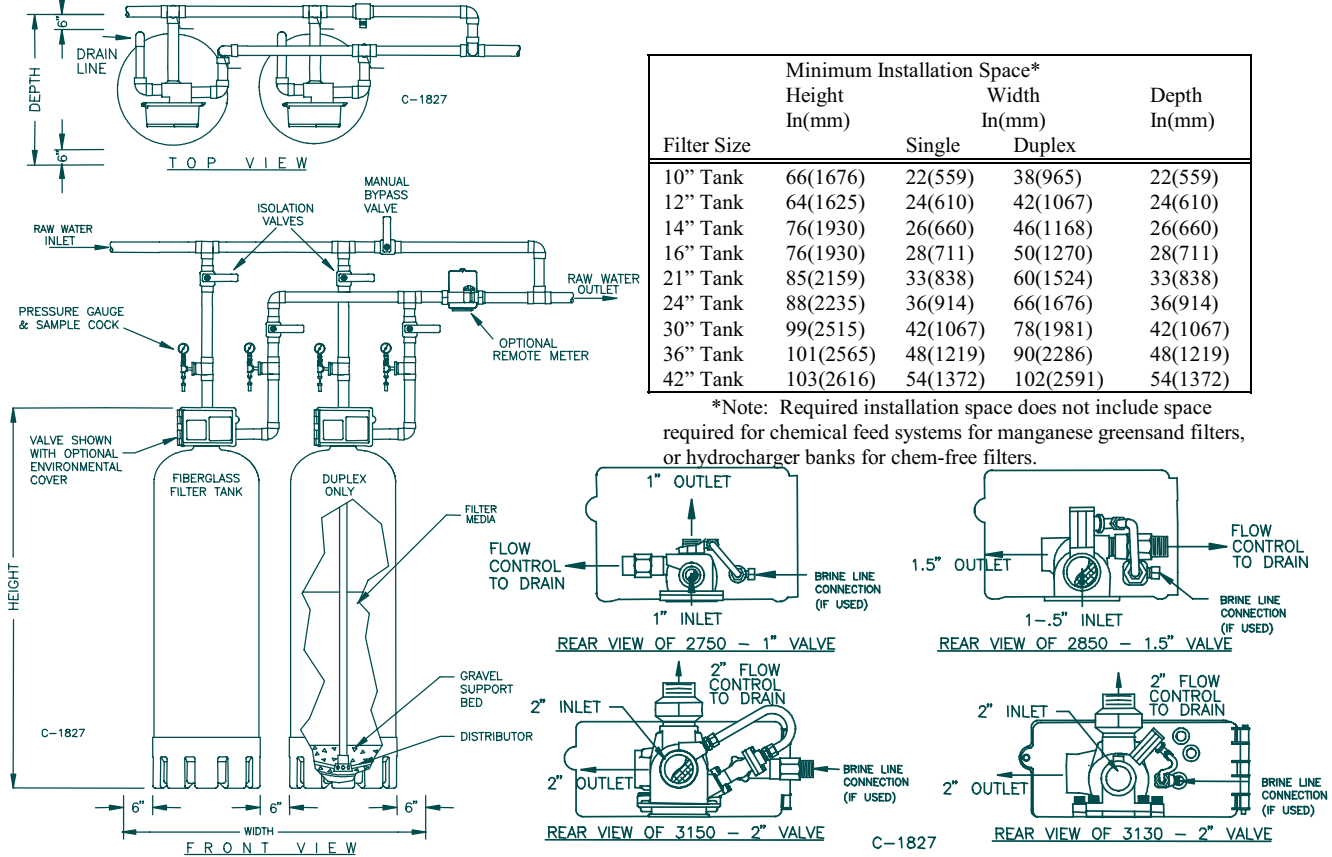 6"
DEPTH
DRAIN
LINE
C-1827
6"
TOP VIEW
Minimum Installation Space*
Height Width Depth
In(mm) In(mm) In(mm)
Filter Size Single Duplex
10” Tank 66(1676) 22(559) 38(965) 22(559)
12” Tank 64(1625) 24(610) 42(1067) 24(610)
14” Tank 76(1930) 26(660) 46(1168) 26(660)
16” Tank 76(1930) 28(711) 50(1270) 28(711)
21” Tank 85(2159) 33(838) 60(1524) 33(838)
24” Tank 88(2235) 36(914) 66(1676) 36(914)
30” Tank 99(2515) 42(1067) 78(1981) 42(1067)
36” Tank 101(2565) 48(1219) 90(2286) 48(1219)
42” Tank 103(2616) 54(1372) 102(2591) 54(1372)
*Note: Required installation space does not include space
required for chemical feed systems for manganese greensand filters,
or hydrocharger banks for chem-free filters.
MANUAL
BYPASS
VALVE
ISOLATION
VALVES
RAW WATER
INLET
RAW WATER
OUTLET
PRESSURE GAUGE
& SAMPLE COCK
OPTIONAL
REMOTE METER
VALVE SHOWN
WITH OPTIONAL
ENVIRONMENTAL
COVER
FIBERGLASS
FILTER TANK
DUPLEX
ONLY
FILTER
MEDIA
HEIGHT
GRAVEL
SUPPORT
BED
DISTRIBUTOR
C-1827
6" 6" 6"
WIDTH
FRONT VIEW
1" OUTLET
FLOW
CONTROL
TO DRAIN
BRINE LINE
CONNECTION
(IF USED)
1" INLET
REAR VIEW OF 2750 - 1" VALVE
1.5" OUTLET
FLOW
CONTROL
TO DRAIN
BRINE LINE
CONNECTION
(IF USED)
1-.5" INLET
REAR VIEW OF 2850 - 1.5" VALVE
2" FLOW
CONTROL
TO DRAIN
2" INLET
2" OUTLET
BRINE LINE
CONNECTION
(IF USED)
REAR VIEW OF 3150 - 2" VALVE
C-1827
2" FLOW
CONTROL
TO DRAIN
2" INLET
2" OUTLET
BRINE LINE
CONNECTION
(IF USED)
REAR VIEW OF 3130 - 2" VALVE